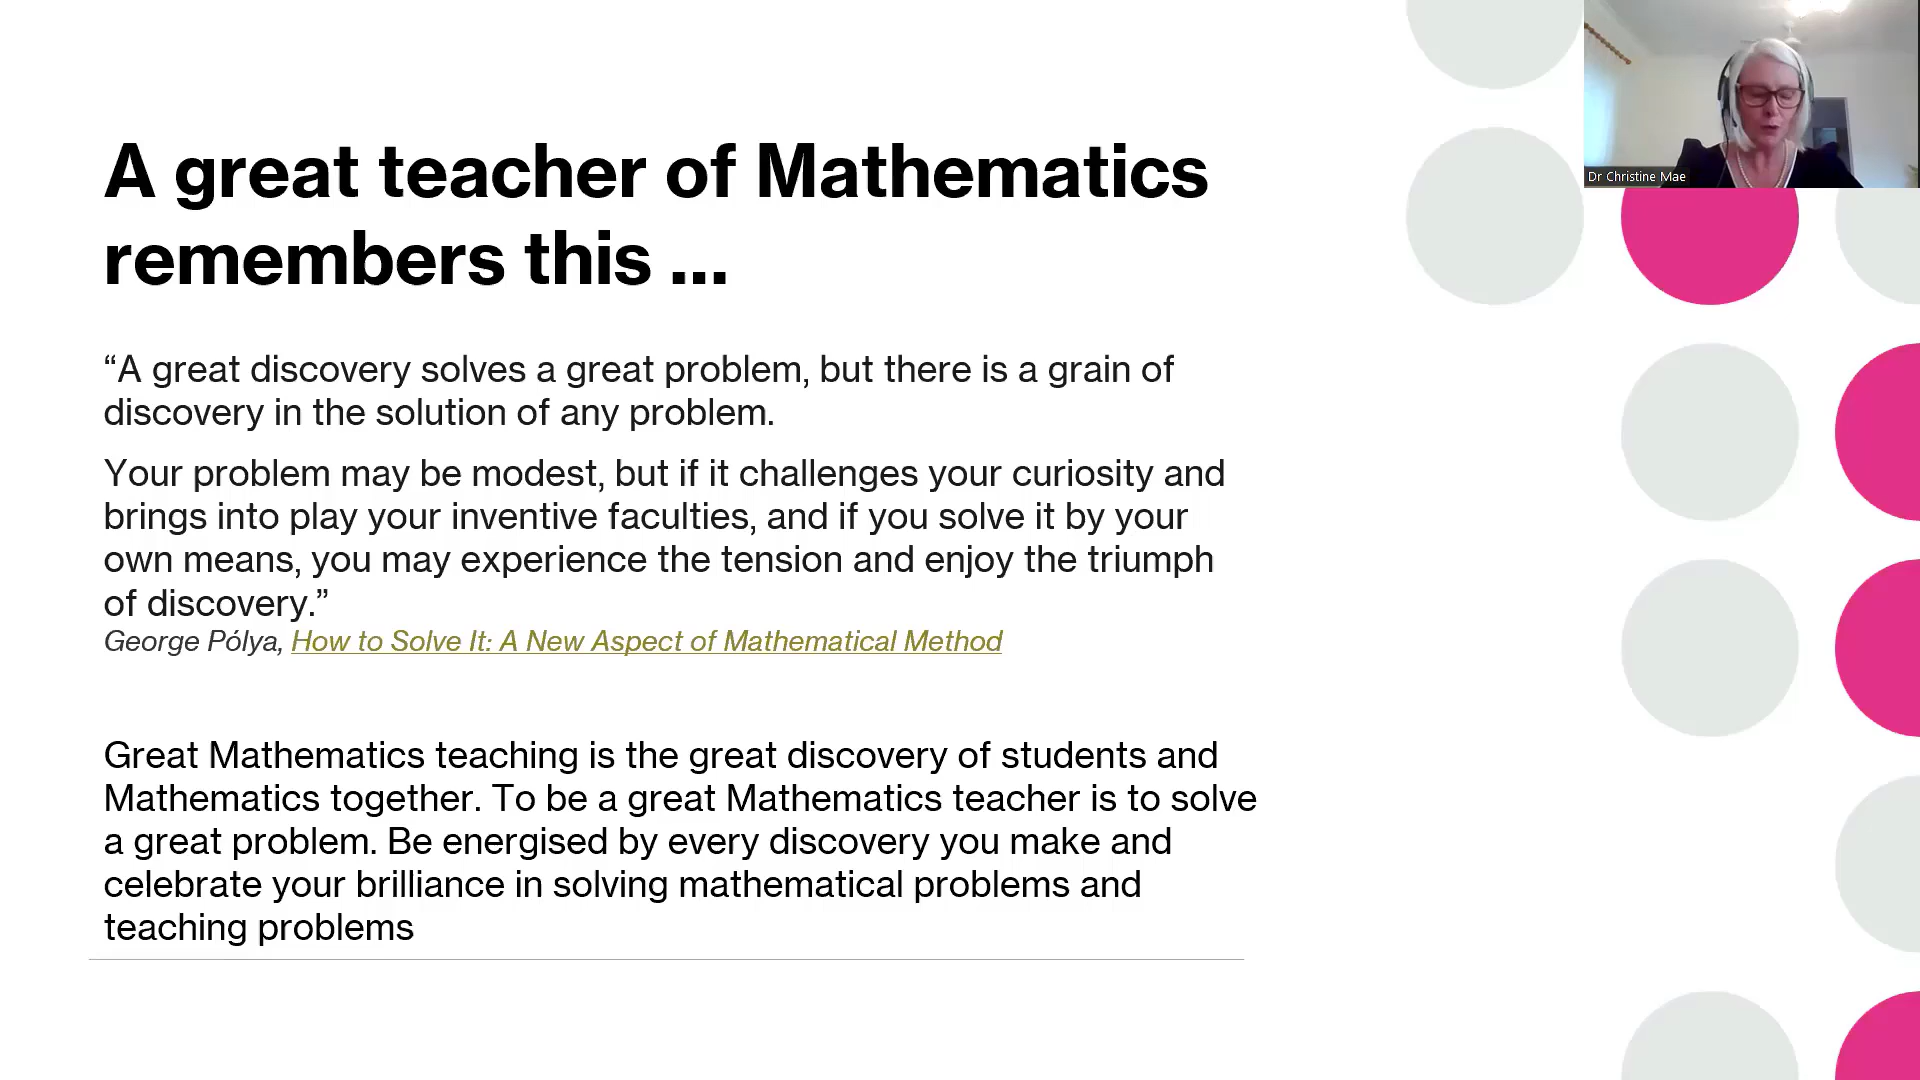 A great teacher of Mathematics
remembers this ...
“A great discovery solves a great problem, but there is a grain of
discovery in the solution of any problem.
Your problem may be modest, but if it challenges your curiosity and
brings into play your inventive faculties, and if you solve it by your
own means, you may experience the tension and enjoy the triumph
of discovery.”
George Pólya, How to Solve It: A New Aspect of Mathematical Method
Great Mathematics teaching is the great discovery of students and
Mathematics together. To be a great Mathematics teacher is to solve
a great problem. Be energised by every discovery you make and
celebrate your brilliance in solving mathematical problems and
teaching problems
Dr Christine Mae